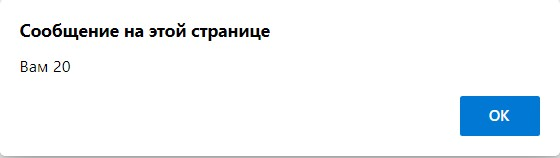 Сообщение на этой странице
Вам 20
OK